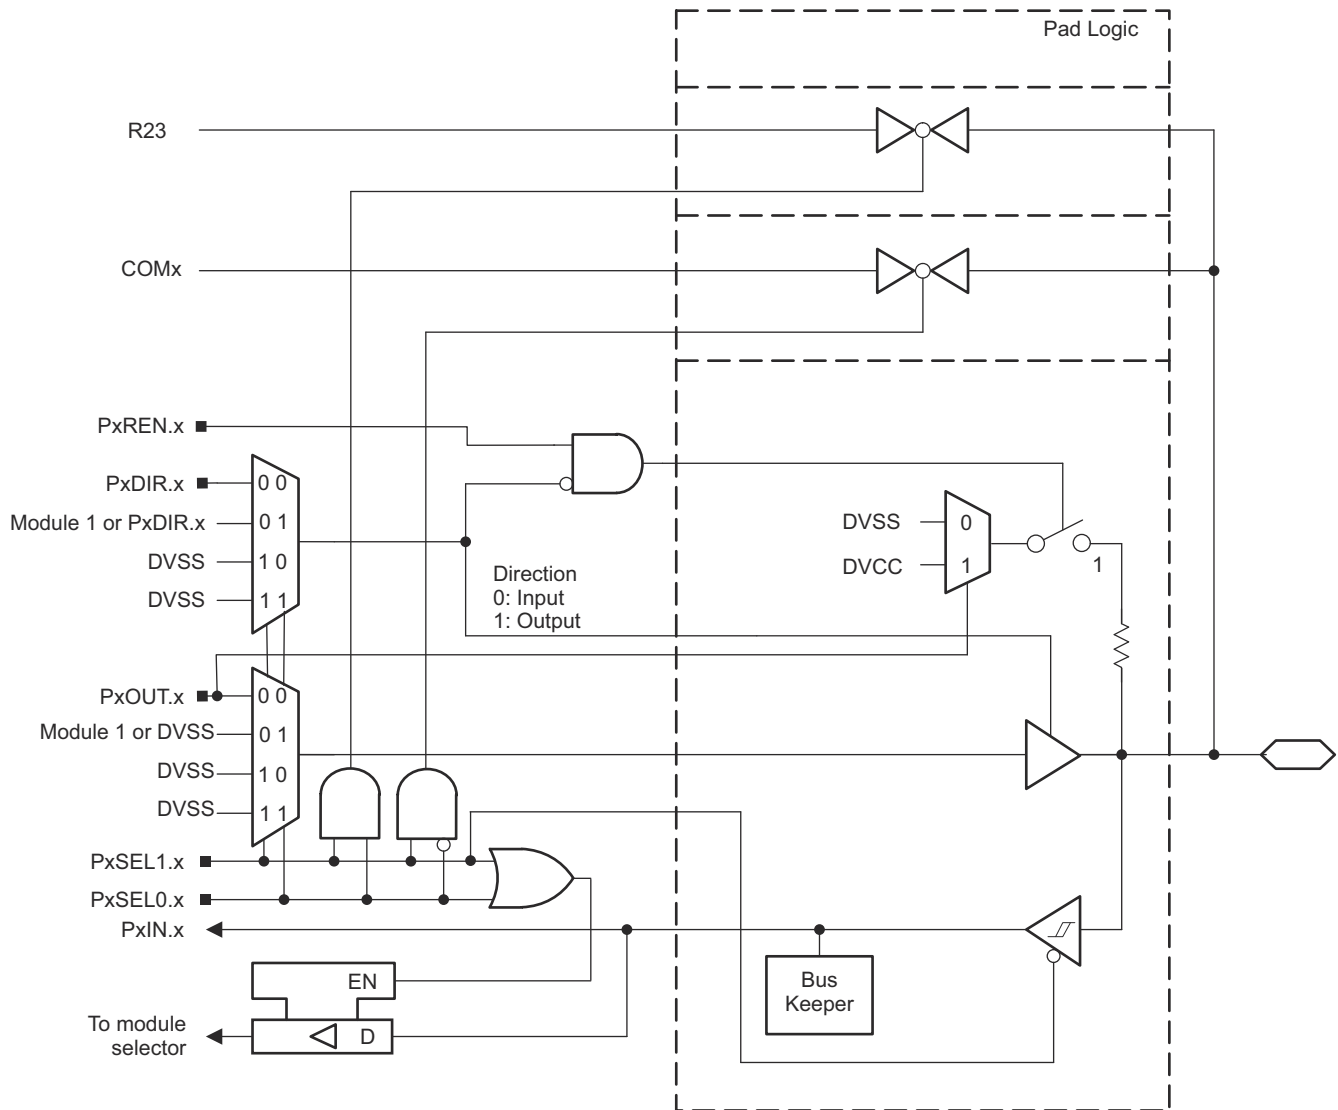 Pad Logic
R23
COMx
PxREN.x
PxDIR.x
0 0
Module 1 or PxDIR.x
0 1
DVSS
1 0
DVSS
1 1
Direction
0: Input
1: Output
DVSS
0
DVCC
1
1
PxOUT.x
0 0
Module 1 or DVSS
0 1
DVSS
1 0
DVSS
1 1
PxSEL1.x
PxSEL0.x
PxIN.x
Bus
Keeper
EN
To module
selector
D